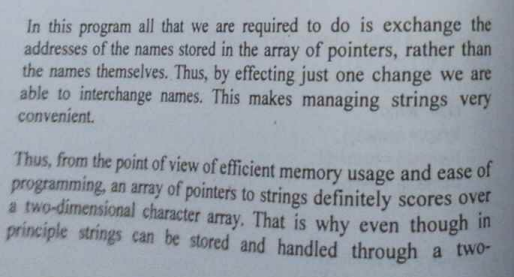 In this program all that we are required to do is exchange the
addresses of the names stored in the array of pointers, rather than
the names themselves. Thus, by effecting just one change we are
able to interchange names. This makes managing strings very
convenient.
Thus, from the point of view of efficient memory usage and ease of
programming, an array of pointers to strings definitely scores over
a two-dimensional character array. That is why even though in
principle strings can be stored and handled through a two-